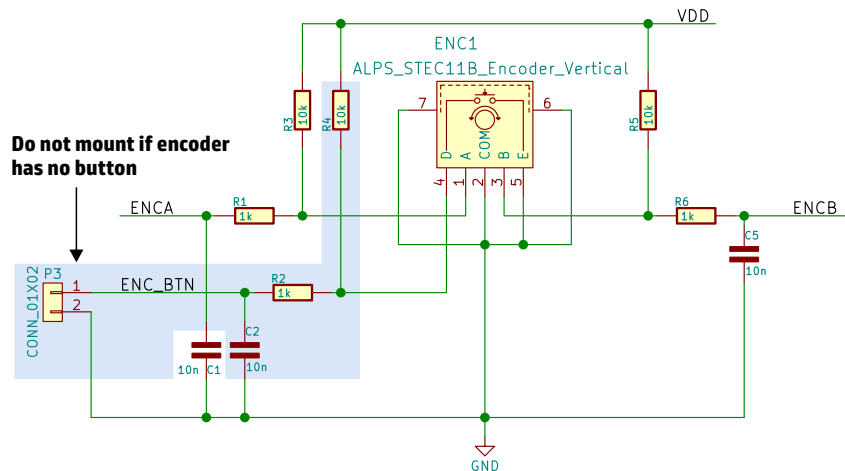 VDD
ENC1
ALPS_STEC11B_Encoder_Vertical
7
6
R3
10k
R4
10k
R5
10k
D
A
COM
B
E
4
1
2
3
5
Do not mount if encoder
has no button
ENCA
R1
1k
R6
1k
ENCB
C5
10n
P3
CONN_01X02
1
2
ENC_BTN
R2
1k
C2
10n
10n
C1
GND